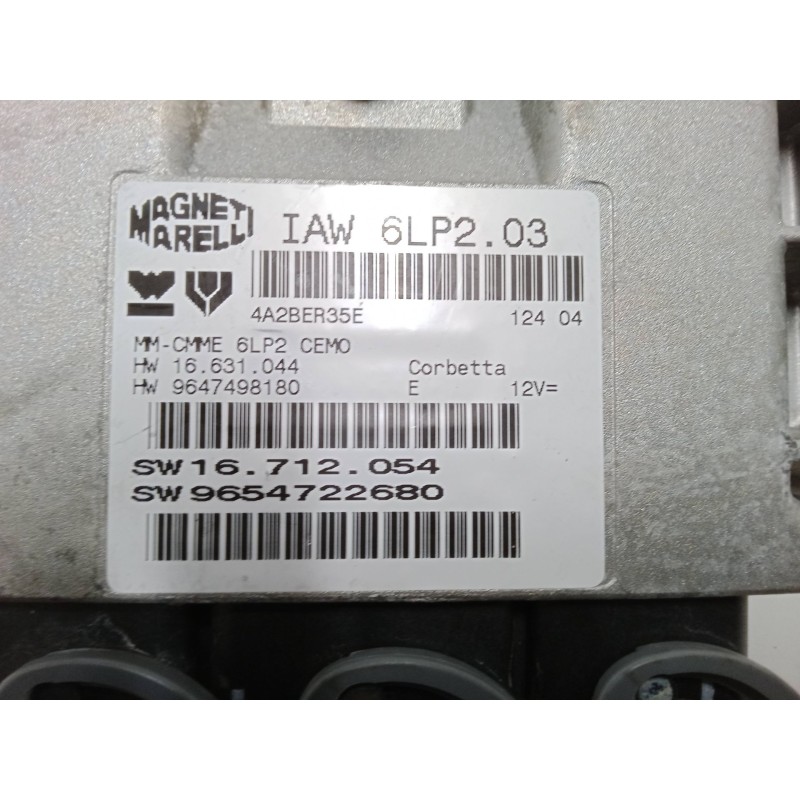 MAGNETI
MARELLI
IAW 6LP2.03
4A2BER35E 124 04
MM-CMME 6LP2 CEMO
HW 16.631.044 Corbetta
HW 9647498180 E 12V=
SW 16.712.054
SW 9654722680